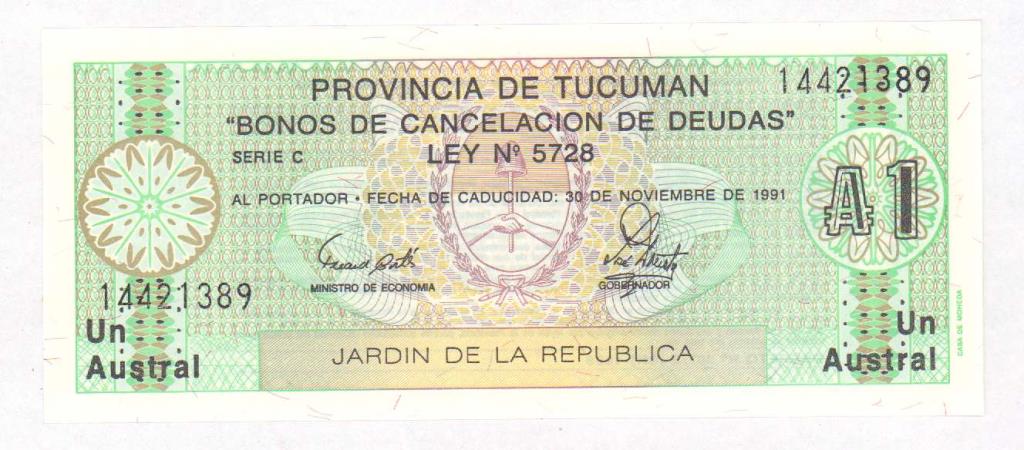 PROVINCIA DE TUCUMAN
14421389
"BONOS DE CANCELACION DE DEUDAS"
SERIE C
LEY Nº 5728
AL PORTADOR • FECHA DE CADUCIDAD: 30 DE NOVIEMBRE DE 1991
₳ 1
MINISTRO DE ECONOMIA
GOBERNADOR
14421389
Un
Austral
JARDIN DE LA REPUBLICA
Un
Austral
CASA DE MONEDA